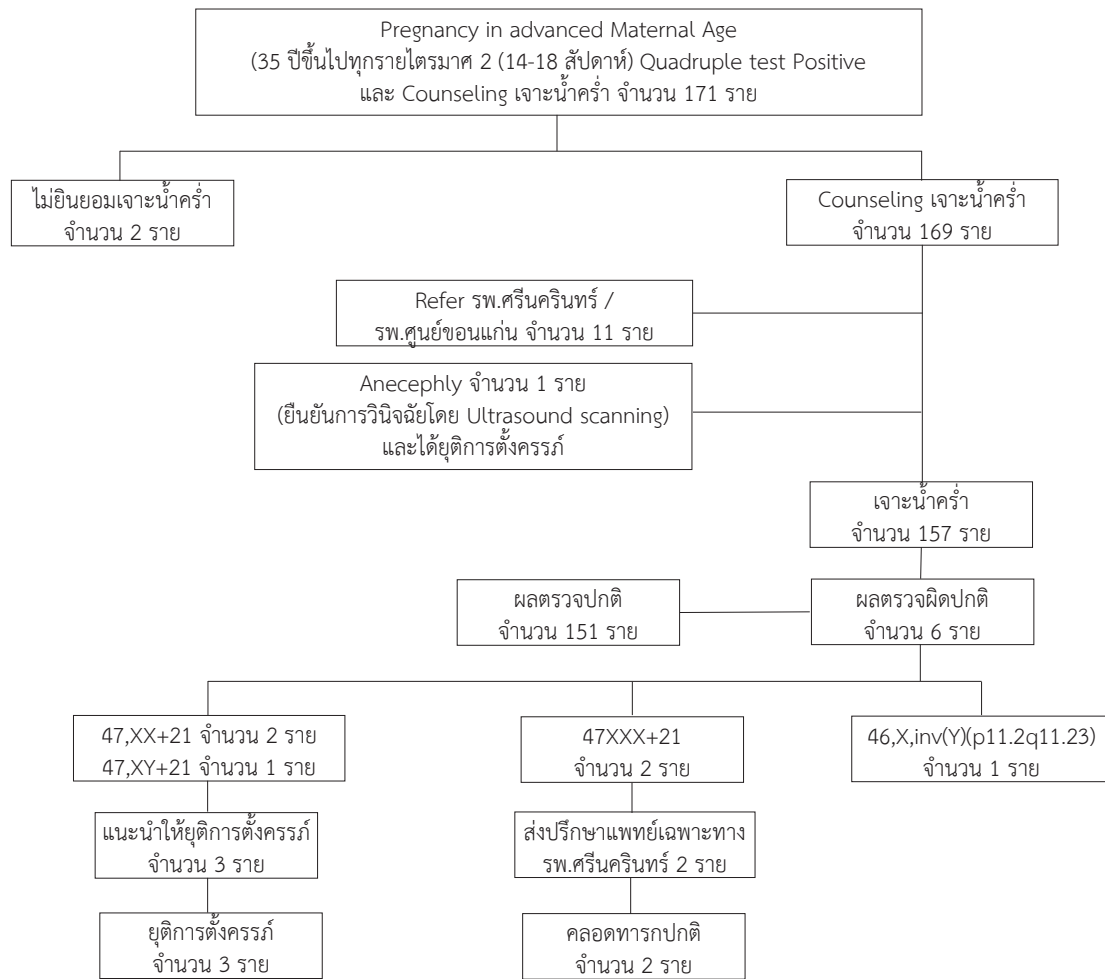 Pregnancy in advanced Maternal Age
(35 ปีขึ้นไปทุกรายไตรมาศ 2 (14-18 สัปดาห์) Quadruple test Positive
และ Counseling เจาะน้ำคร่ำ จำนวน 171 ราย
ไม่ยินยอมเจาะน้ำคร่ำ
จำนวน 2 ราย
Counseling เจาะน้ำคร่ำ
จำนวน 169 ราย
Refer รพ.ศรีนครินทร์ /
รพ.ศูนย์ขอนแก่น จำนวน 11 ราย
Anecephly จำนวน 1 ราย
(ยืนยันการวินิจฉัยโดย Ultrasound scanning)
และได้ยุติการตั้งครรภ์
เจาะน้ำคร่ำ
จำนวน 157 ราย
ผลตรวจปกติ
จำนวน 151 ราย
ผลตรวจผิดปกติ
จำนวน 6 ราย
47,XX+21 จำนวน 2 ราย
47,XY+21 จำนวน 1 ราย
47XXX+21
จำนวน 2 ราย
46,X,inv(Y)(p11.2q11.23)
จำนวน 1 ราย
แนะนำให้ยุติการตั้งครรภ์
จำนวน 3 ราย
ส่งปรึกษาแพทย์เฉพาะทาง
รพ.ศรีนครินทร์ 2 ราย
ยุติการตั้งครรภ์
จำนวน 3 ราย
คลอดทารกปกติ
จำนวน 2 ราย